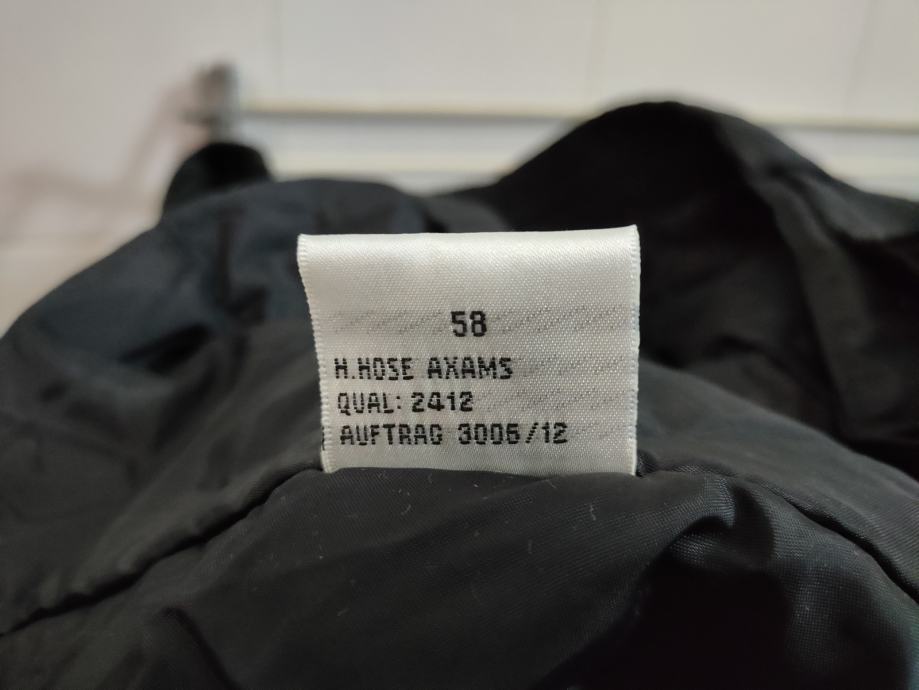 58
H.HOSE AXAMS
QUAL: 2412
AUFTRAG 3005/12